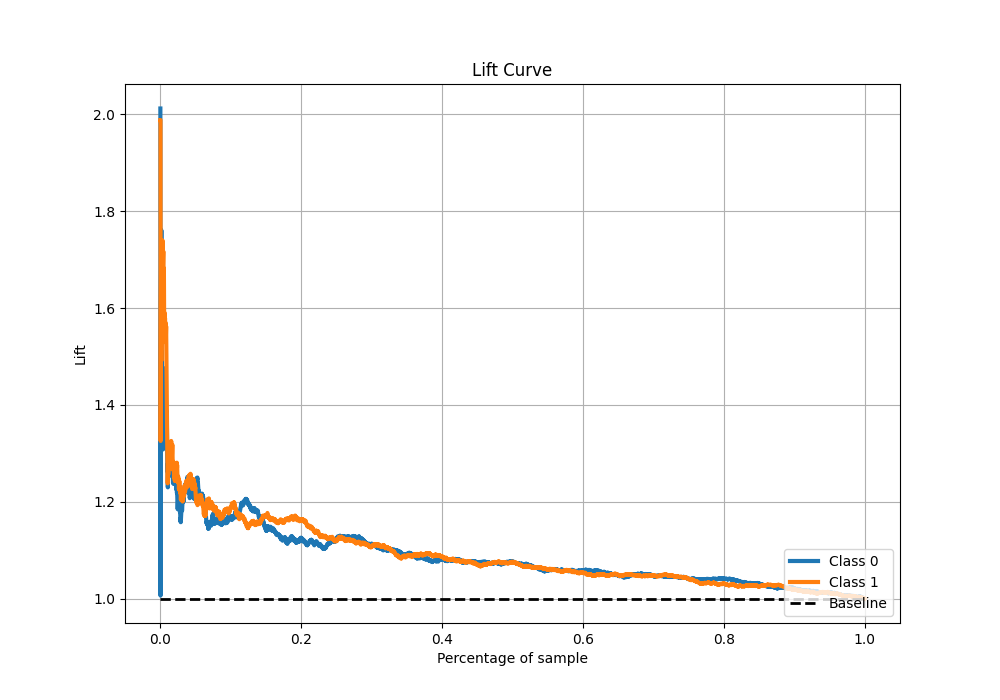 Lift Curve
2.0
1.8
1.6
1.4
1.2
1.0
Lift
0.0 0.2 0.4 0.6 0.8 1.0
Percentage of sample
Class 0
Class 1
Baseline